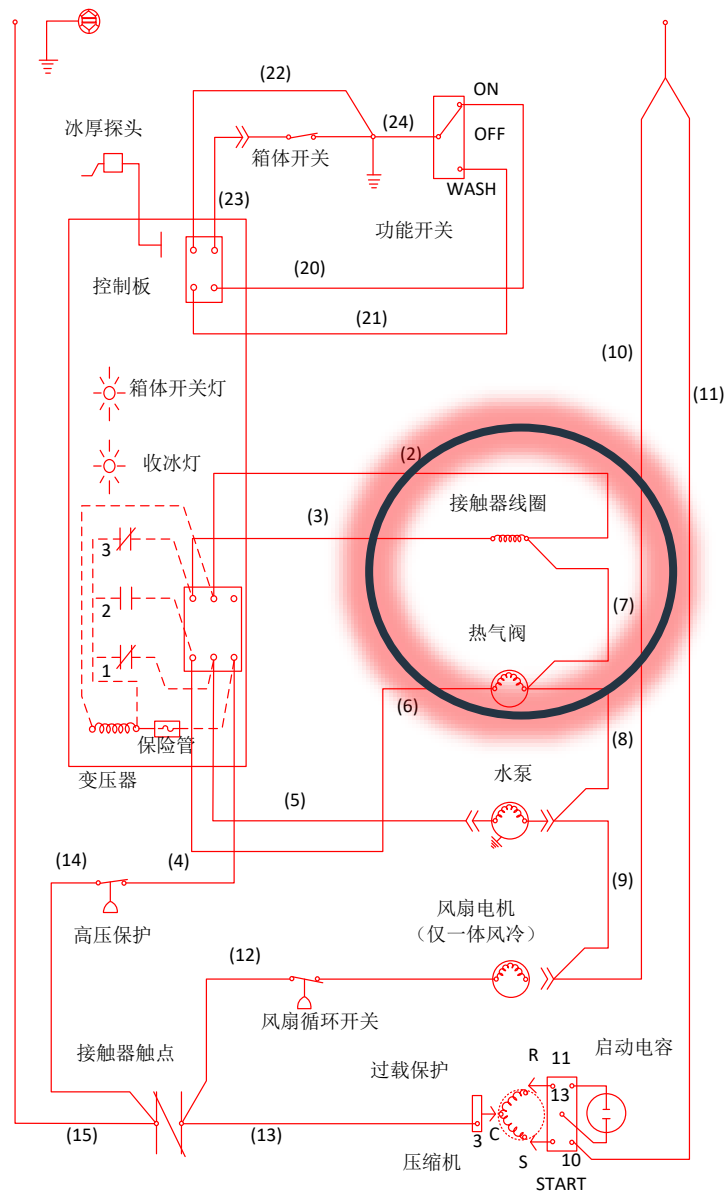 (22)
ON
冰厚探头
(24)
OFF
箱体开关
WASH
(23)
功能开关
(20)
控制板
(21)
(10)
箱体开关灯
(11)
(2)
收冰灯
接触器线圈
(3)
3
(7)
2
热气阀
1
(6)
保险管
(8)
水泵
变压器
(5)
(14)
(4)
(9)
风扇电机
高压保护
（仅一体风冷）
(12)
风扇循环开关
接触器触点
启动电容
过载保护
R
11
13
(15)
(13)
3
C
压缩机
S
10
START